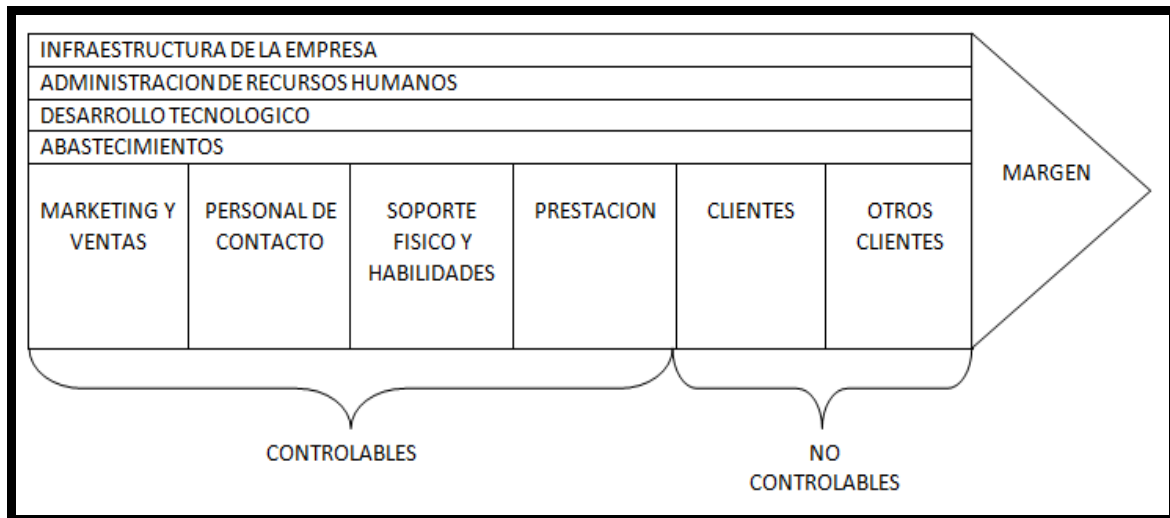 INFRAESTRUCTURA DE LA EMPRESA
ADMINISTRACION DE RECURSOS HUMANOS
DESARROLLO TECNOLOGICO
ABASTECIMIENTOS
MARKETING Y
VENTAS
PERSONAL DE
CONTACTO
SOPORTE
FISICO Y
HABILIDADES
PRESTACION
CLIENTES
OTROS
CLIENTES
MARGEN
CONTROLABLES
NO
CONTROLABLES